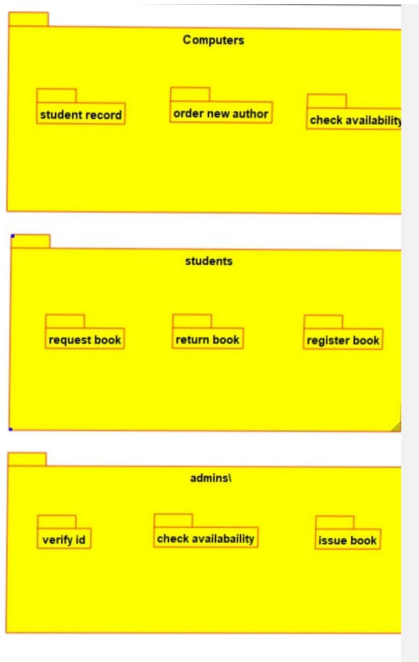 Computers
student record
order new author
check availability
students
request book
return book
register book
admins\
verify id
check availabaility
issue book